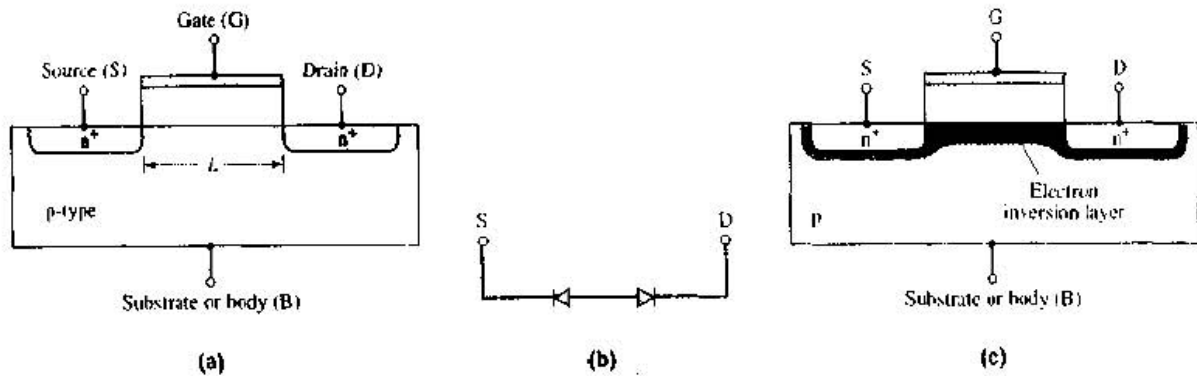 Gate (G)
Source (S)
Drain (D)
n+
n+
L
p-type
Substrate or body (B)
(a)
S
D
(b)
G
S
D
n+
n+
Electron
inversion layer
p
Substrate or body (B)
(c)